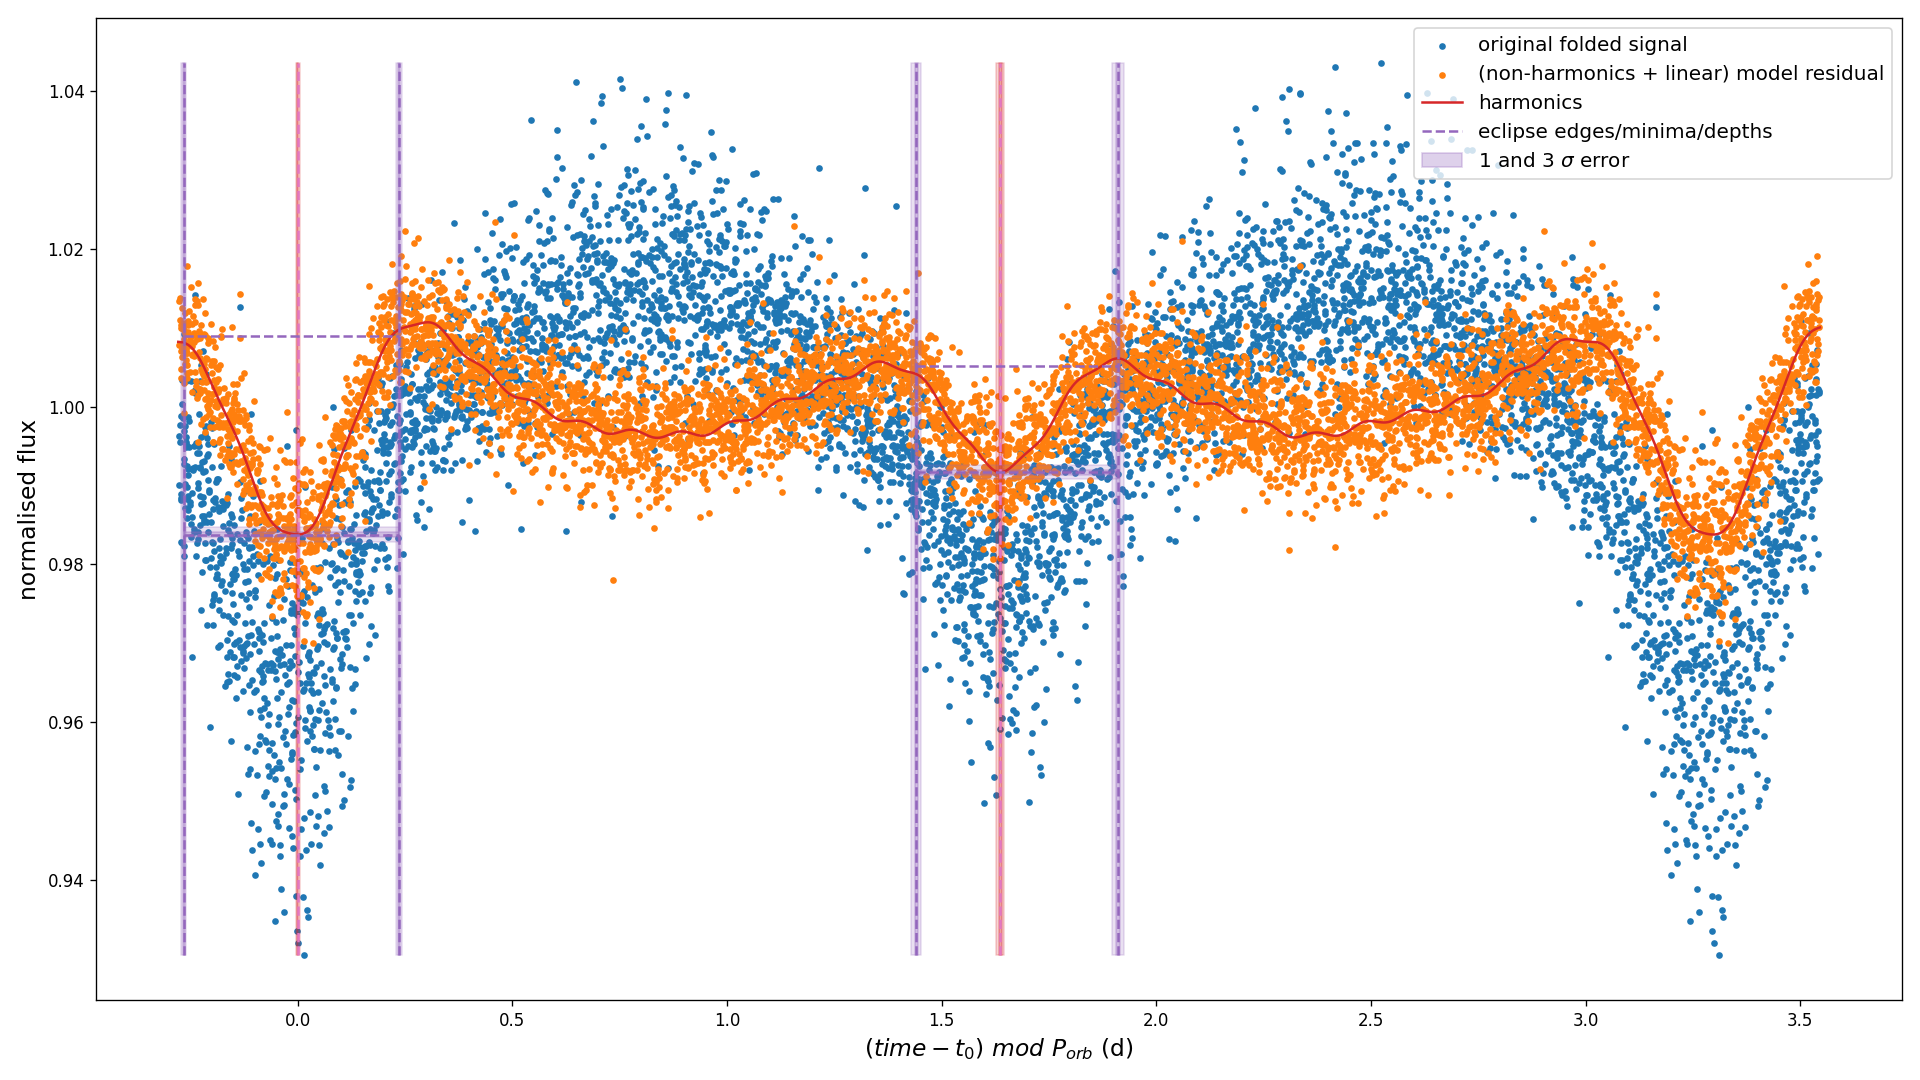 original folded signal
(non-harmonics + linear) model residual
harmonics
eclipse edges/minima/depths
1 and 3 σ error
1.04
1.02
1.00
0.98
0.96
0.94
normalised flux
0.0 0.5 1.0 1.5 2.0 2.5 3.0 3.5
(time − t₀) mod Pₒᵣb (d)